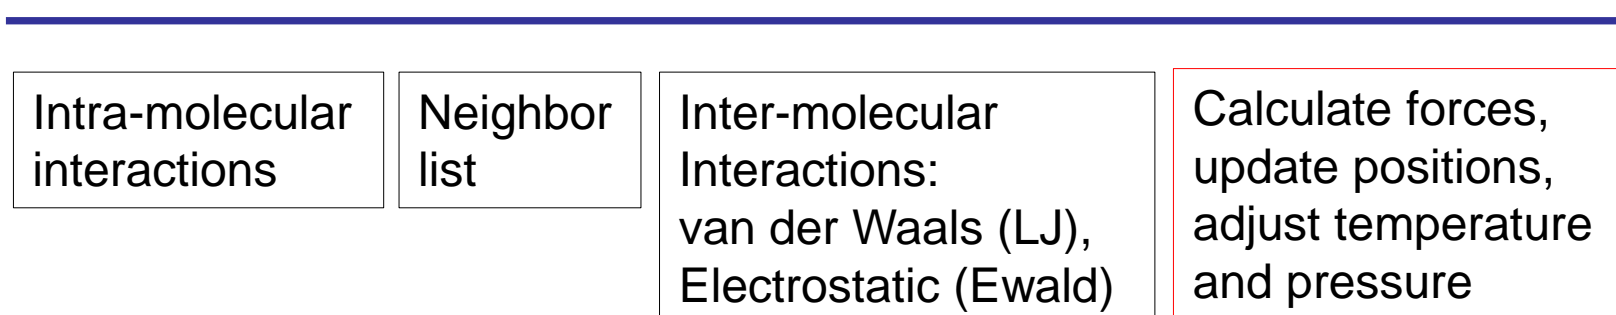 Intra-molecular
interactions
Neighbor
list
Inter-molecular
Interactions:
van der Waals (LJ),
Electrostatic (Ewald)
Calculate forces,
update positions,
adjust temperature
and pressure